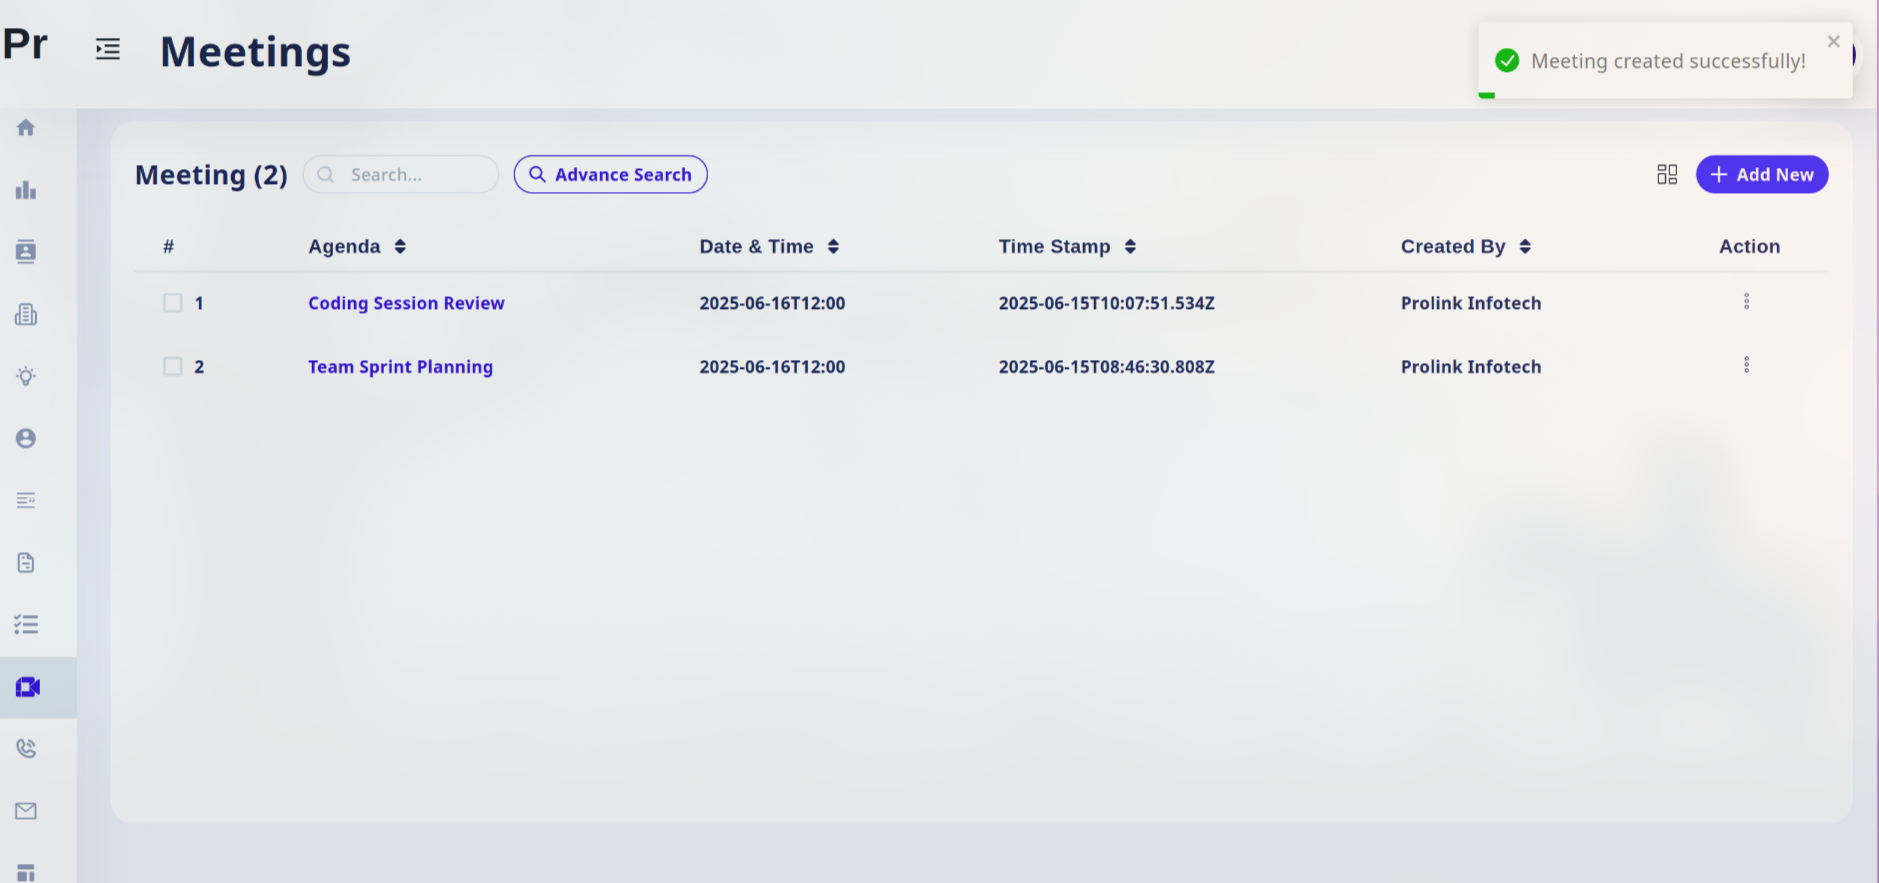 Pr
Meetings
Meeting created successfully!
Meeting (2)
Search...
Advance Search
Add New
# Agenda Date & Time Time Stamp Created By Action
1 Coding Session Review 2025-06-16T12:00 2025-06-15T10:07:51.534Z Prolink Infotech
2 Team Sprint Planning 2025-06-16T12:00 2025-06-15T08:46:30.808Z Prolink Infotech